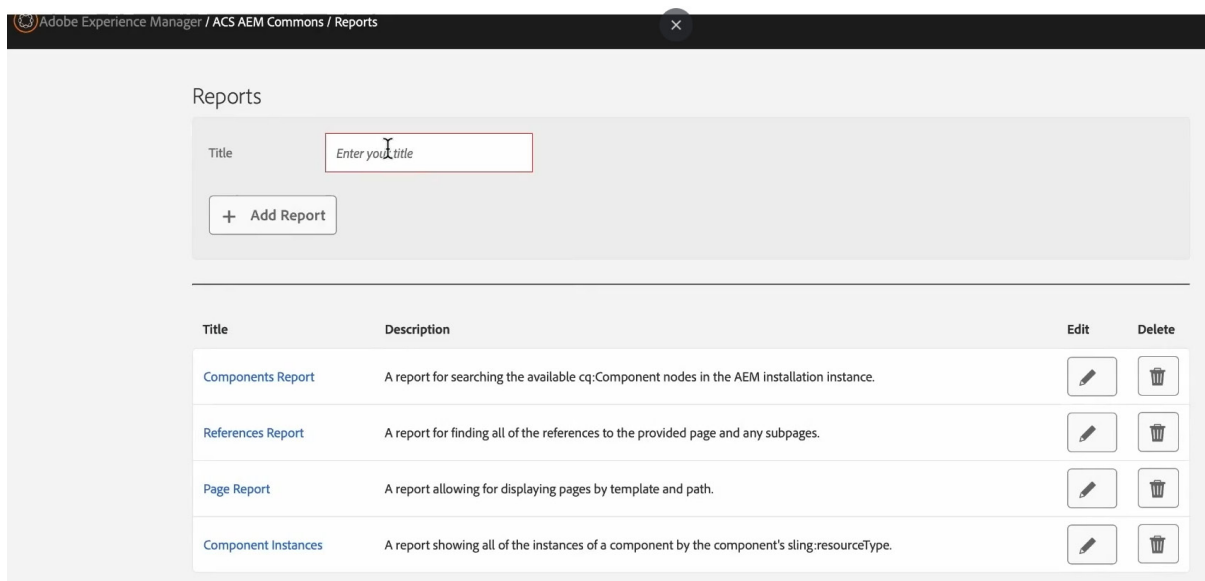 Adobe Experience Manager / ACS AEM Commons / Reports
Reports
Title
Enter your title
+ Add Report
Title Description Edit Delete
Components Report A report for searching the available cq:Component nodes in the AEM installation instance.
References Report A report for finding all of the references to the provided page and any subpages.
Page Report A report allowing for displaying pages by template and path.
Component Instances A report showing all of the instances of a component by the component's sling:resourceType.